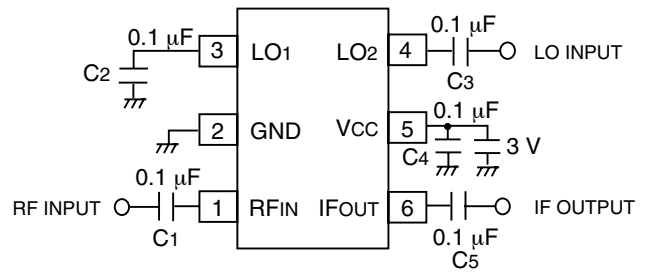 0.1 μF 3 LO1 LO2 4 0.1 μF LO INPUT
C2 C3
2 GND VCC 5 0.1 μF 3 V
C4
0.1 μF
RF INPUT 1 RFIN IFOUT 6 IF OUTPUT
C1 0.1 μF
C5